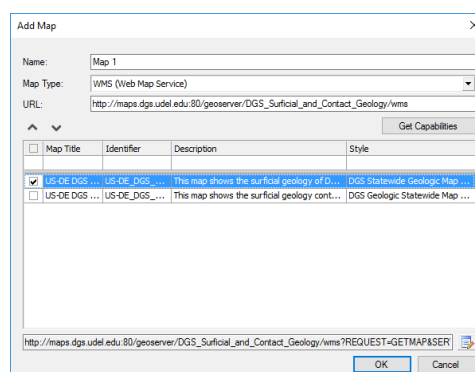 Add Map
Name: Map 1
Map Type: WMS (Web Map Service)
URL: http://maps.dgs.udel.edu:80/geoserver/DGS_Surficial_and_Contact_Geology/wms
Get Capabilities
Map Title Identifier Description Style
US-DE DGS ... US-DE_DGS_... This map shows the surficial geology of D... DGS Statewide Geologic Map ...
US-DE DGS ... US-DE_DGS_... This map shows the surficial geology cont... DGS Geologic Statewide Map ...
http://maps.dgs.udel.edu:80/geoserver/DGS_Surficial_and_Contact_Geology/wms?REQUEST=GETMAP&SER
OK Cancel